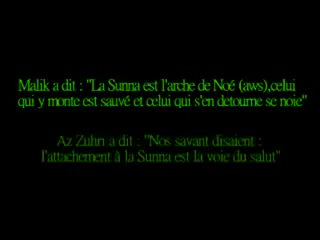 Malik a dit : "La Sunna est l'arche de Noé (aws),celui
qui y monte est sauvé et celui qui s'en detourne se noie"
Az Zuhri a dit : "Nos savant disaient :
l'attachement à la Sunna est la voie du salut"